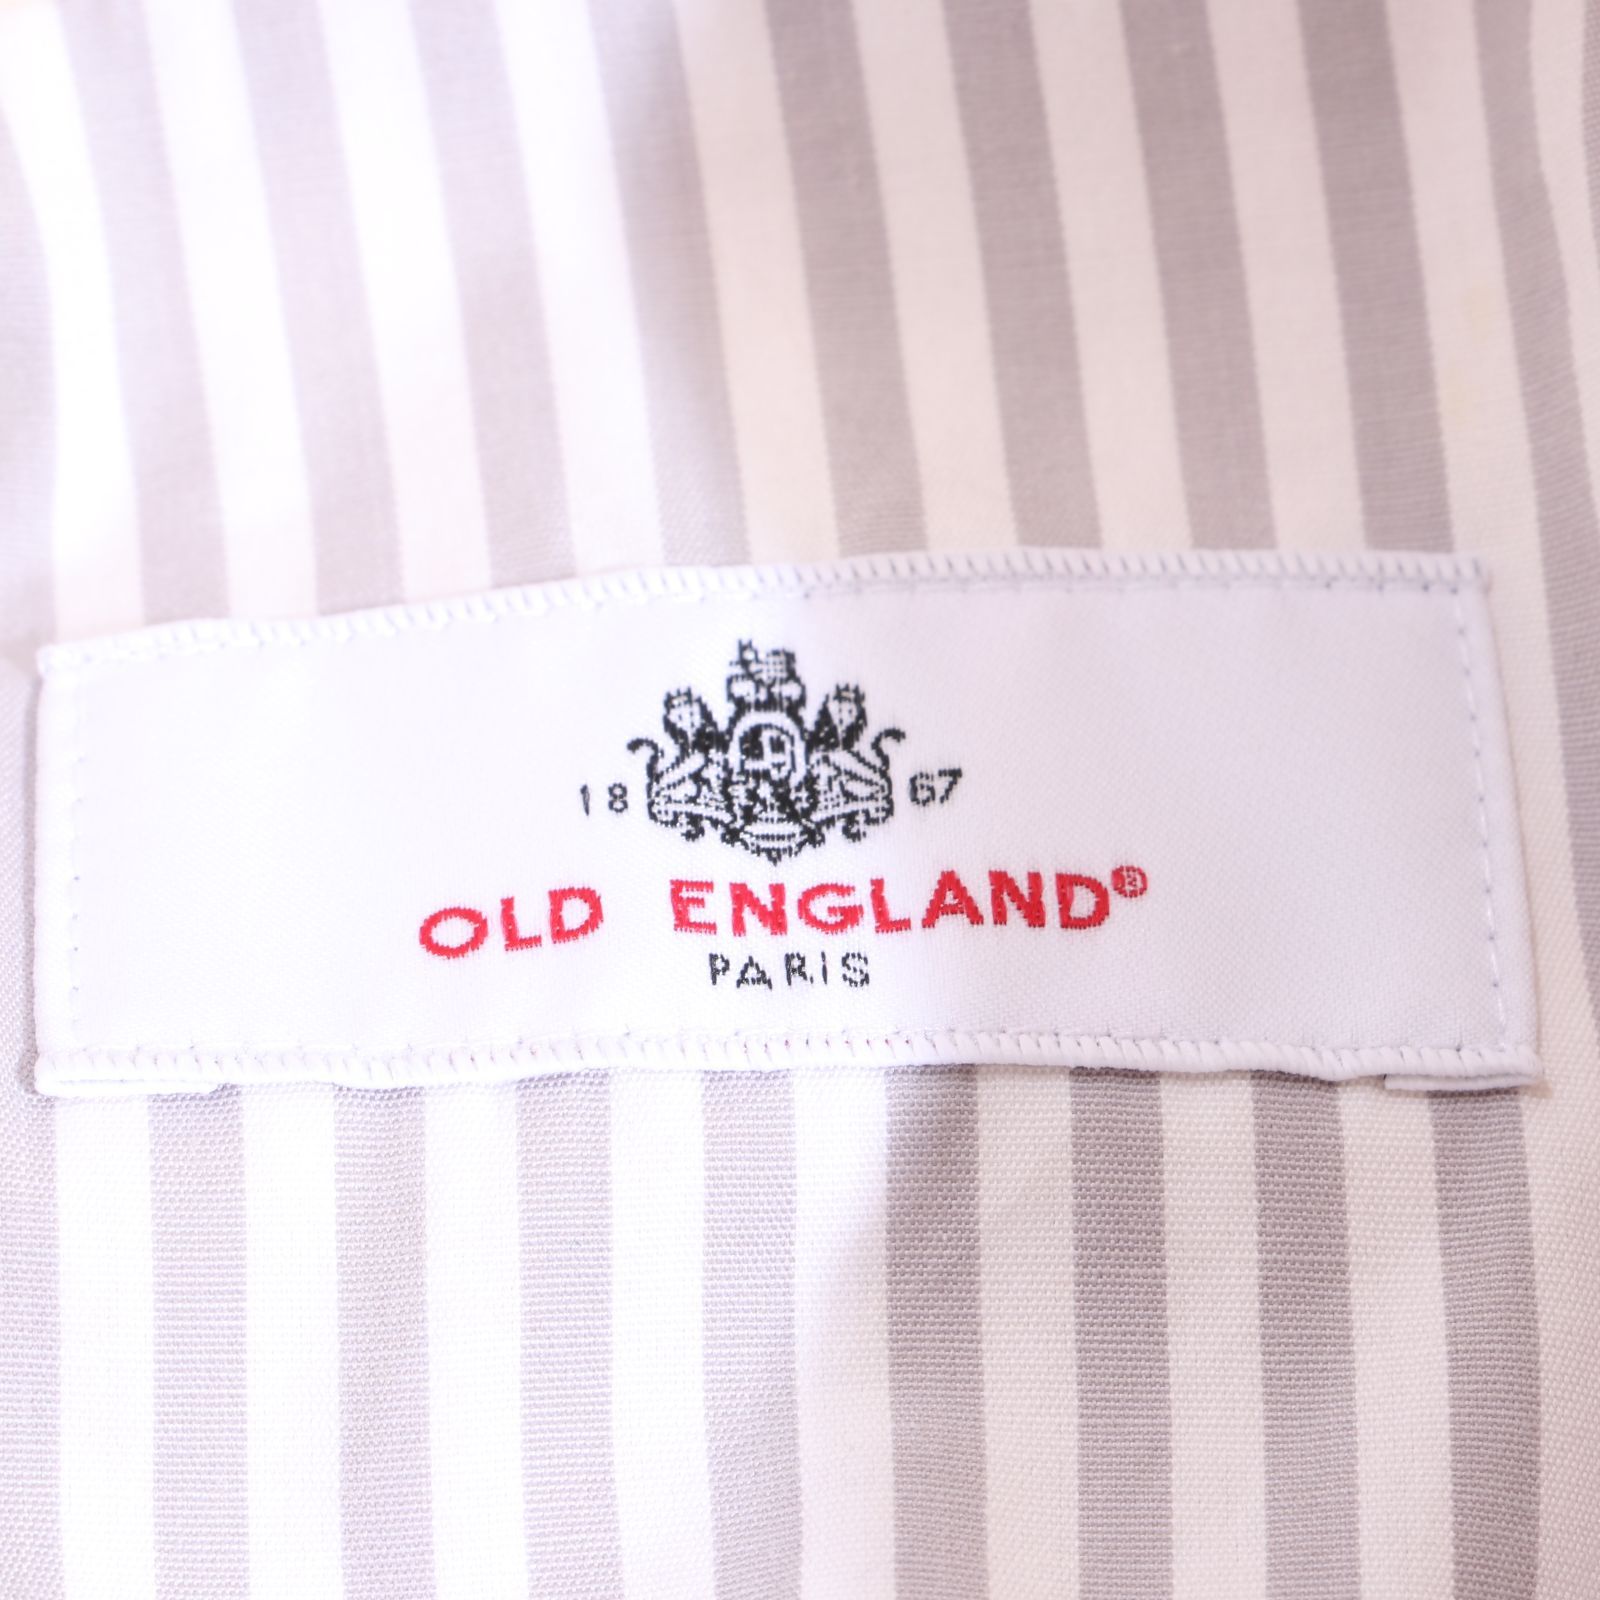 18 67
OLD ENGLAND®
PARIS